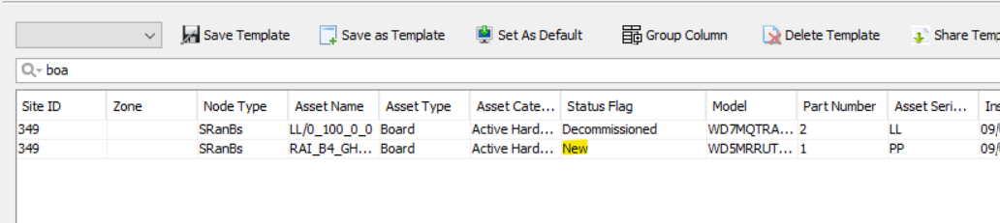 Save Template Save as Template Set As Default Group Column Delete Template Share Temp
boa
Site ID Zone Node Type Asset Name Asset Type Asset Cate... Status Flag Model Part Number Asset Seri... Ins
349 SRanBs LL/0_100_0_0 Board Active Hard... Decommissioned WD7MQTRA... 2 LL 09/
349 SRanBs RAI_B4_GH... Board Active Hard... New WD5MRRUT... 1 PP 09/